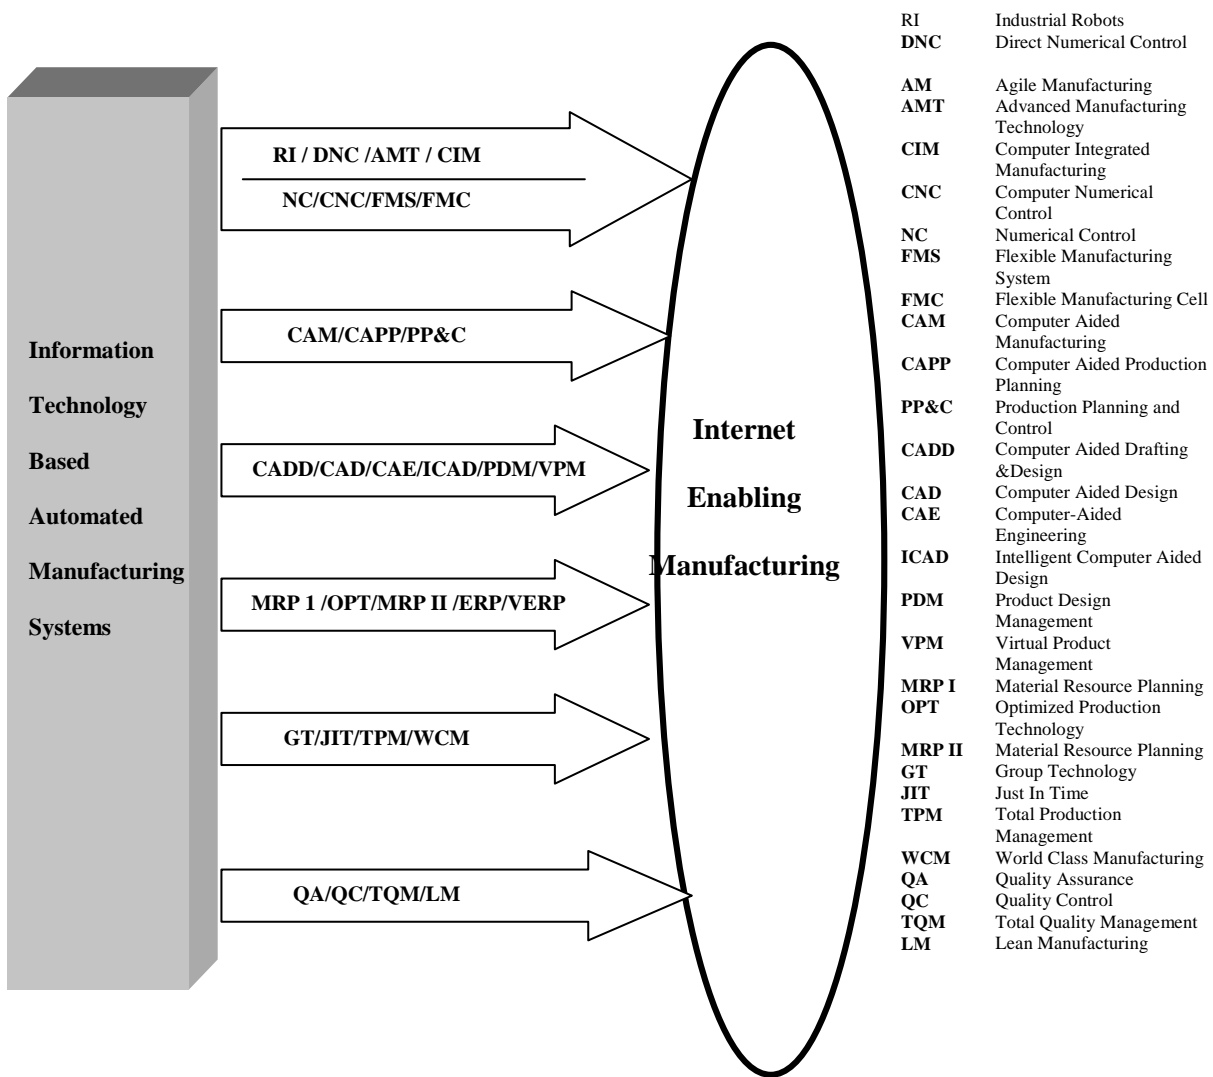 Information
Technology
Based
Automated
Manufacturing
Systems
RI / DNC /AMT / CIM
NC/CNC/FMS/FMC
CAM/CAPP/PP&C
CADD/CAD/CAE/ICAD/PDM/VPM
MRP 1 /OPT/MRP II /ERP/VERP
GT/JIT/TPM/WCM
QA/QC/TQM/LM
Internet
Enabling
Manufacturing
RI Industrial Robots
DNC Direct Numerical Control
AM Agile Manufacturing
AMT Advanced Manufacturing
Technology
CIM Computer Integrated
Manufacturing
CNC Computer Numerical
Control
NC Numerical Control
FMS Flexible Manufacturing
System
FMC Flexible Manufacturing Cell
CAM Computer Aided
Manufacturing
CAPP Computer Aided Production
Planning
PP&C Production Planning and
Control
CADD Computer Aided Drafting
&Design
CAD Computer Aided Design
CAE Computer-Aided
Engineering
ICAD Intelligent Computer Aided
Design
PDM Product Design
Management
VPM Virtual Product
Management
MRP I Material Resource Planning
OPT Optimized Production
Technology
MRP II Material Resource Planning
GT Group Technology
JIT Just In Time
TPM Total Production
Management
WCM World Class Manufacturing
QA Quality Assurance
QC Quality Control
TQM Total Quality Management
LM Lean Manufacturing